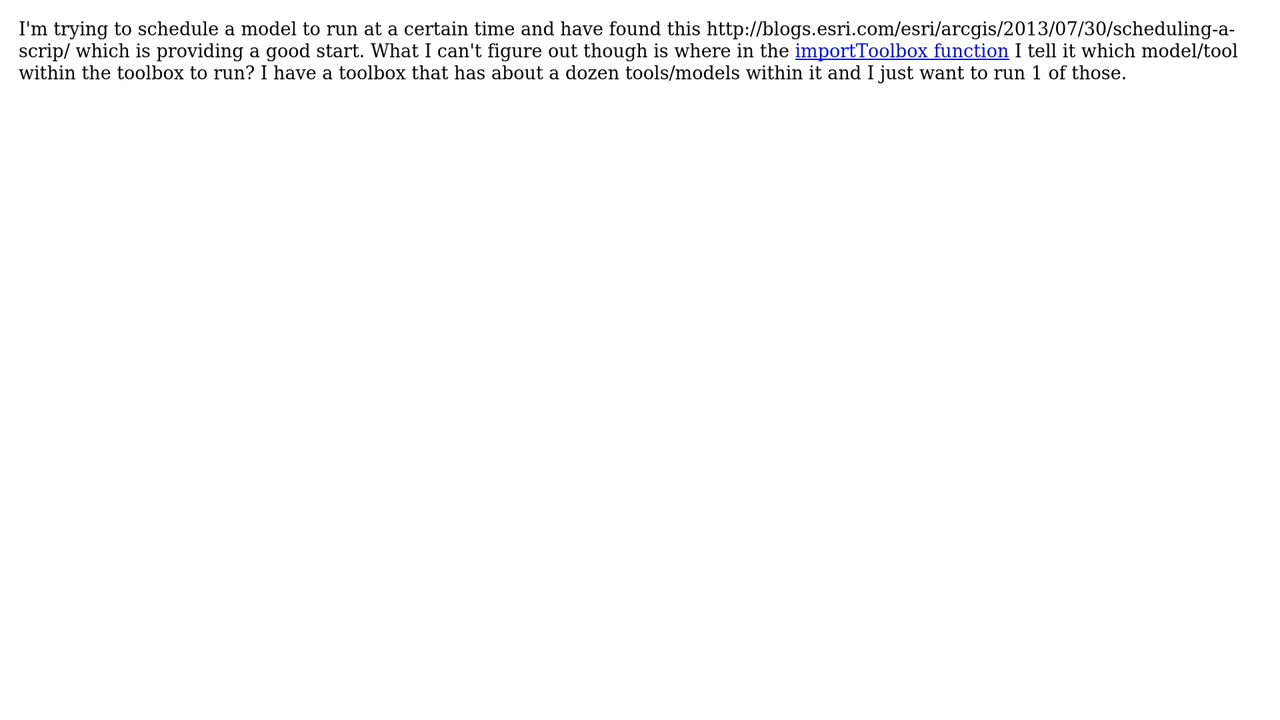 I'm trying to schedule a model to run at a certain time and have found this http://blogs.esri.com/esri/arcgis/2013/07/30/scheduling-a-
scrip/ which is providing a good start. What I can't figure out though is where in the importToolbox function I tell it which model/tool
within the toolbox to run? I have a toolbox that has about a dozen tools/models within it and I just want to run 1 of those.